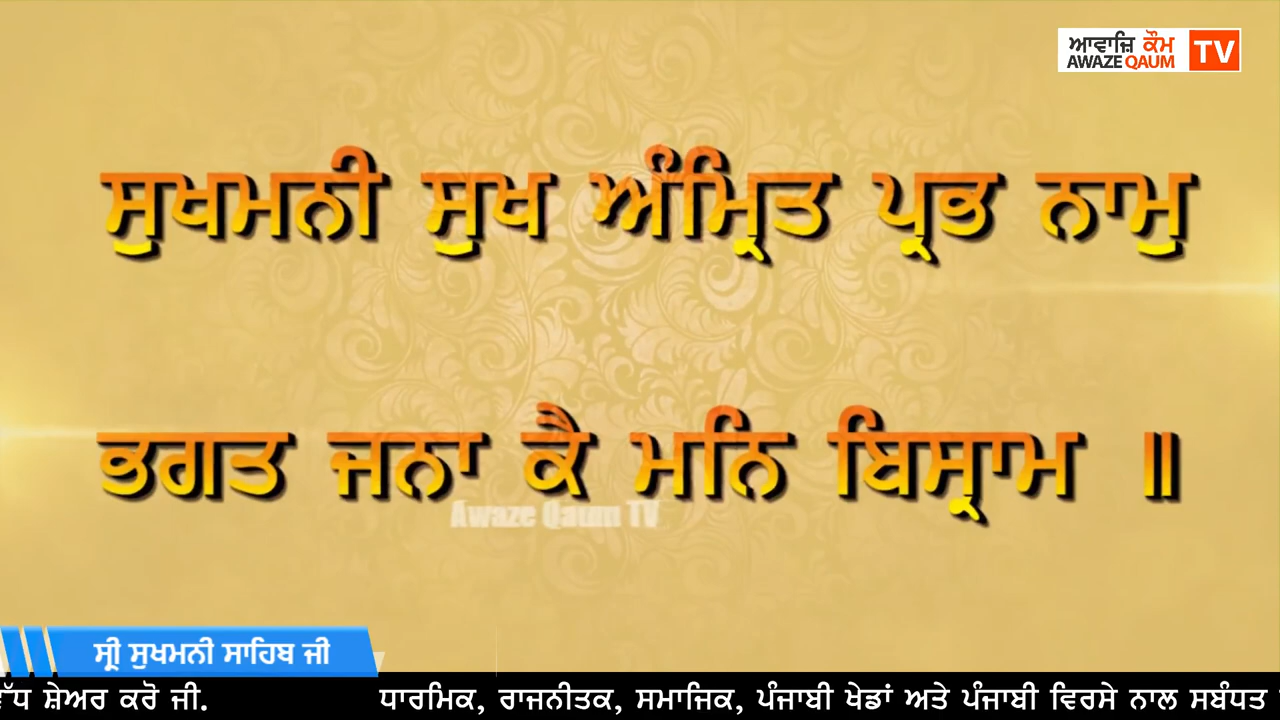 ਆਵਾਜ਼ਿ ਕੌਮ
AWAZE QAUM TV
ਸੁਖਮਨੀ ਸੁਖ ਅੰਮ੍ਰਿਤ ਪ੍ਰਭ ਨਾਮੁ
ਭਗਤ ਜਨਾ ਕੈ ਮਨਿ ਬਿਸ੍ਰਾਮ ॥
Awaze Qaum TV
ਸ੍ਰੀ ਸੁਖਮਨੀ ਸਾਹਿਬ ਜੀ
ਸ਼ੇਅਰ ਕਰੋ ਜੀ. ਧਾਰਮਿਕ, ਰਾਜਨੀਤਕ, ਸਮਾਜਿਕ, ਪੰਜਾਬੀ ਖੇਡਾਂ ਅਤੇ ਪੰਜਾਬੀ ਵਿਰਸੇ ਨਾਲ ਸਬੰਧਤ